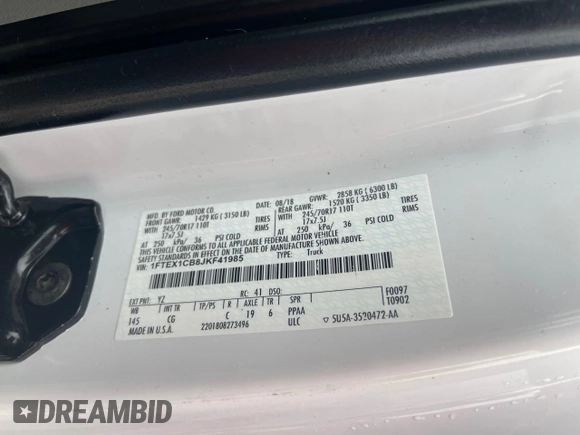 MFD. BY FORD MOTOR CO.
DATE: 08/18 GVWR: 2858 KG (6300 LB)
FRONT GAWR: 1429 KG (3150 LB) REAR GAWR: 1520 KG (3350 LB)
WITH 245/70R17 110T WITH 245/70R17 110T
17x7.5J 17x7.5J
AT 250 kPa/ 36 PSI COLD AT 250 kPa/ 36 PSI COLD
THIS VEHICLE CONFORMS TO ALL APPLICABLE FEDERAL MOTOR VEHICLE
SAFETY STANDARDS IN EFFECT ON THE DATE OF MANUFACTURE SHOWN ABOVE.
VIN: 1FTEX1CB8JKF41985 TYPE: Truck
EXT PNT: YZ RC: 41 DSO: F0097
WB INT TR TP/PS R AXLE TR SPR T0902
145 CG C 19 6 PPAA
MADE IN U.S.A. 2201808273496 ULC ▽ SU5A-3520472-AA
DREAMBID